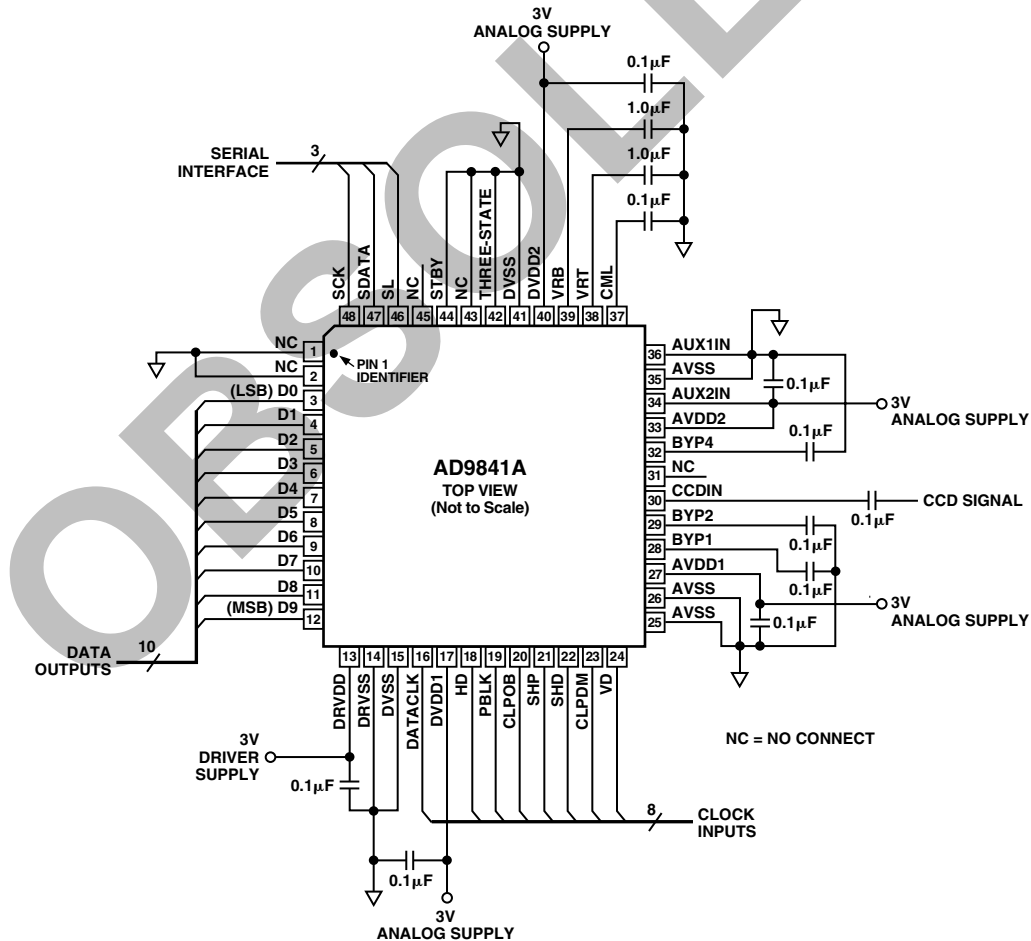 OBSOLE
3V
ANALOG SUPPLY
0.1μF
1.0μF
1.0μF
0.1μF
SERIAL
INTERFACE
3
SCK
SDATA
SL
NC
STBY
NC
THREE-STATE
DVSS
DVDD2
VRB
VRT
CML
48 47 46 45 44 43 42 41 40 39 38 37
NC 1
NC 2
(LSB) D0 3
D1 4
D2 5
D3 6
D4 7
D5 8
D6 9
D7 10
D8 11
(MSB) D9 12
PIN 1
IDENTIFIER
AD9841A
TOP VIEW
(Not to Scale)
36 AUX1IN
35 AVSS
34 AUX2IN
33 AVDD2
32 BYP4
31 NC
30 CCDIN
29 BYP2
28 BYP1
27 AVDD1
26 AVSS
25 AVSS
0.1μF
3V
ANALOG SUPPLY
0.1μF
CCD SIGNAL
0.1μF
0.1μF
0.1μF
3V
ANALOG SUPPLY
0.1μF
DATA
OUTPUTS
10
13 14 15 16 17 18 19 20 21 22 23 24
DRVDD
DRVSS
DVSS
DATACLK
DVDD1
HD
PBLK
CLPOB
SHP
SHD
CLPDM
VD
NC = NO CONNECT
3V
DRIVER
SUPPLY
0.1μF
8
CLOCK
INPUTS
0.1μF
3V
ANALOG SUPPLY